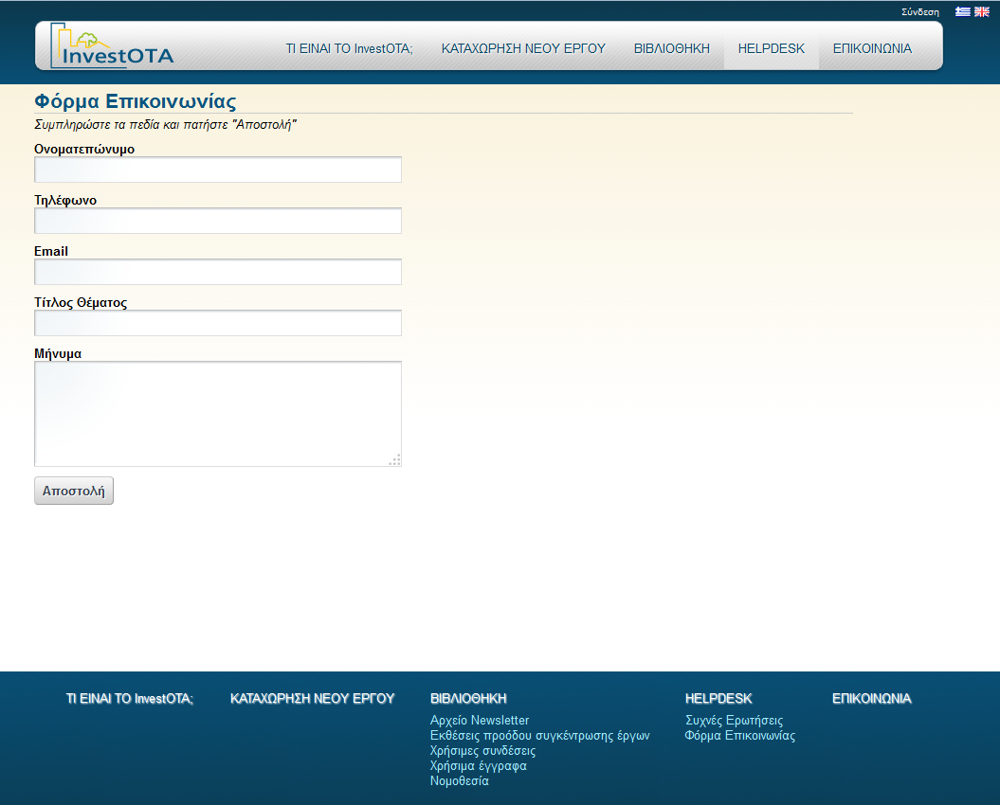 Σύνδεση
InvestOTA
ΤΙ ΕΙΝΑΙ ΤΟ InvestOTA;
ΚΑΤΑΧΩΡΗΣΗ ΝΕΟΥ ΕΡΓΟΥ
ΒΙΒΛΙΟΘΗΚΗ
HELPDESK
ΕΠΙΚΟΙΝΩΝΙΑ
Φόρμα Επικοινωνίας
Συμπληρώστε τα πεδία και πατήστε "Αποστολή"
Ονοματεπώνυμο
Τηλέφωνο
Email
Τίτλος Θέματος
Μήνυμα
Αποστολή
ΤΙ ΕΙΝΑΙ ΤΟ InvestOTA;
ΚΑΤΑΧΩΡΗΣΗ ΝΕΟΥ ΕΡΓΟΥ
ΒΙΒΛΙΟΘΗΚΗ
Αρχείο Newsletter
Εκθέσεις προόδου συγκέντρωσης έργων
Χρήσιμες συνδέσεις
Χρήσιμα έγγραφα
Νομοθεσία
HELPDESK
Συχνές Ερωτήσεις
Φόρμα Επικοινωνίας
ΕΠΙΚΟΙΝΩΝΙΑ